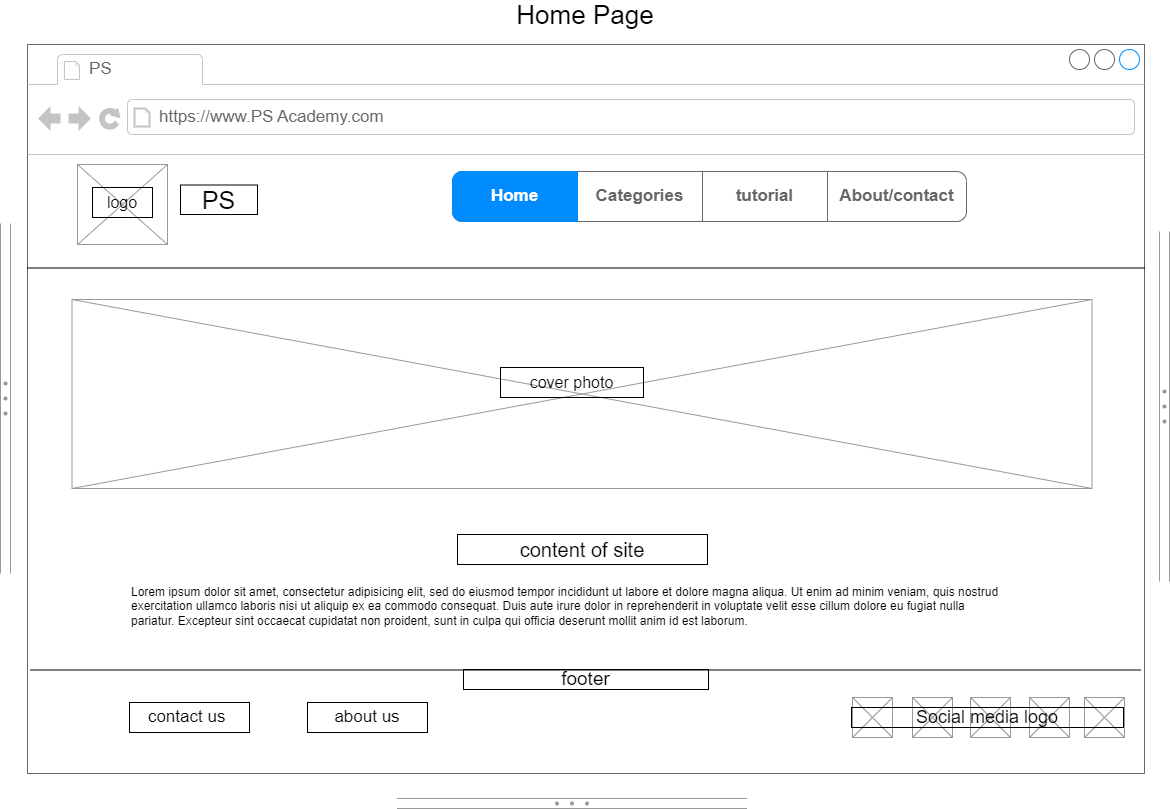 Home Page
PS
https://www.PS Academy.com
logo
PS
Home
Categories
tutorial
About/contact
cover photo
content of site
Lorem ipsum dolor sit amet, consectetur adipisicing elit, sed do eiusmod tempor incididunt ut labore et dolore magna aliqua. Ut enim ad minim veniam, quis nostrud
exercitation ullamco laboris nisi ut aliquip ex ea commodo consequat. Duis aute irure dolor in reprehenderit in voluptate velit esse cillum dolore eu fugiat nulla
pariatur. Excepteur sint occaecat cupidatat non proident, sunt in culpa qui officia deserunt mollit anim id est laborum.
footer
contact us
about us
Social media logo